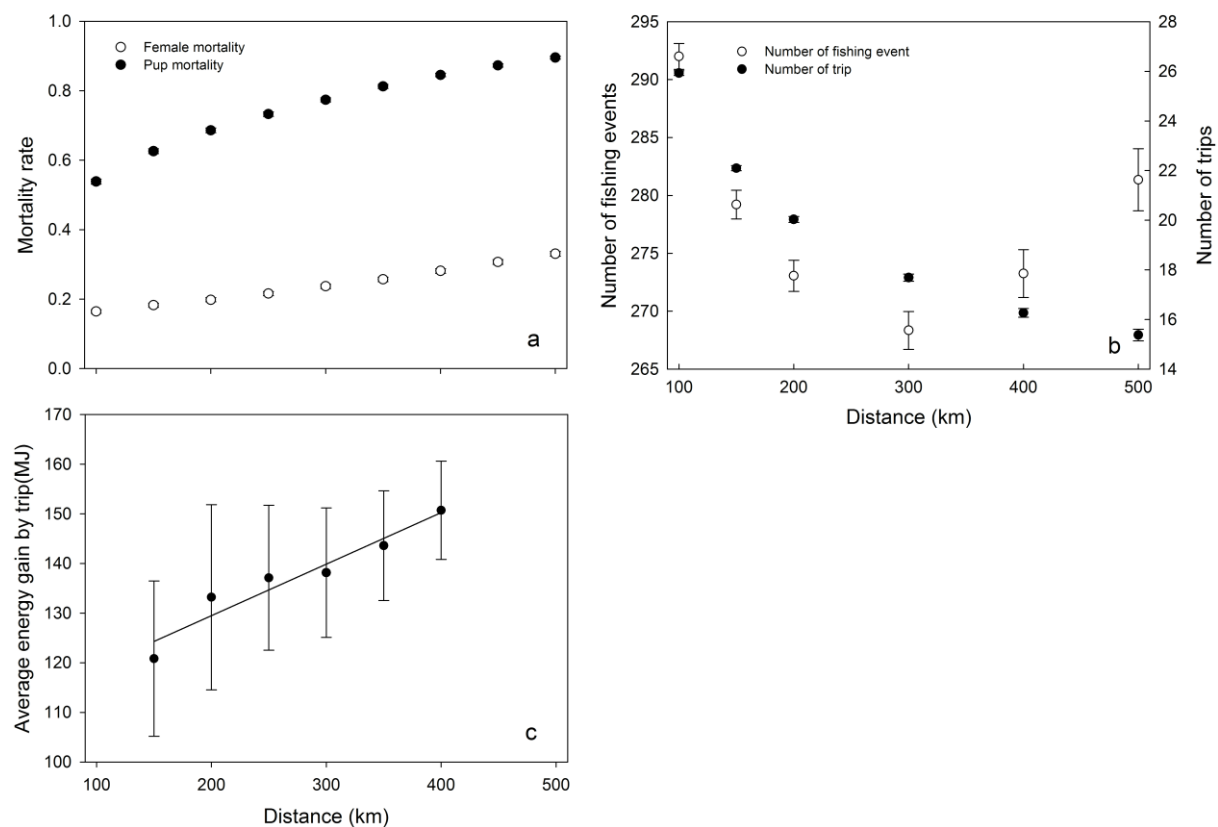 1.0
0.8
0.6
0.4
0.2
0.0
Mortality rate
Female mortality
Pup mortality
a
295
290
285
280
275
270
265
Number of fishing events
Number of fishing event
Number of trip
28
26
24
22
20
18
16
14
Number of trips
b
100 200 300 400 500
Distance (km)
170
160
150
140
130
120
110
100
Average energy gain by trip(MJ)
c
100 200 300 400 500
Distance (km)